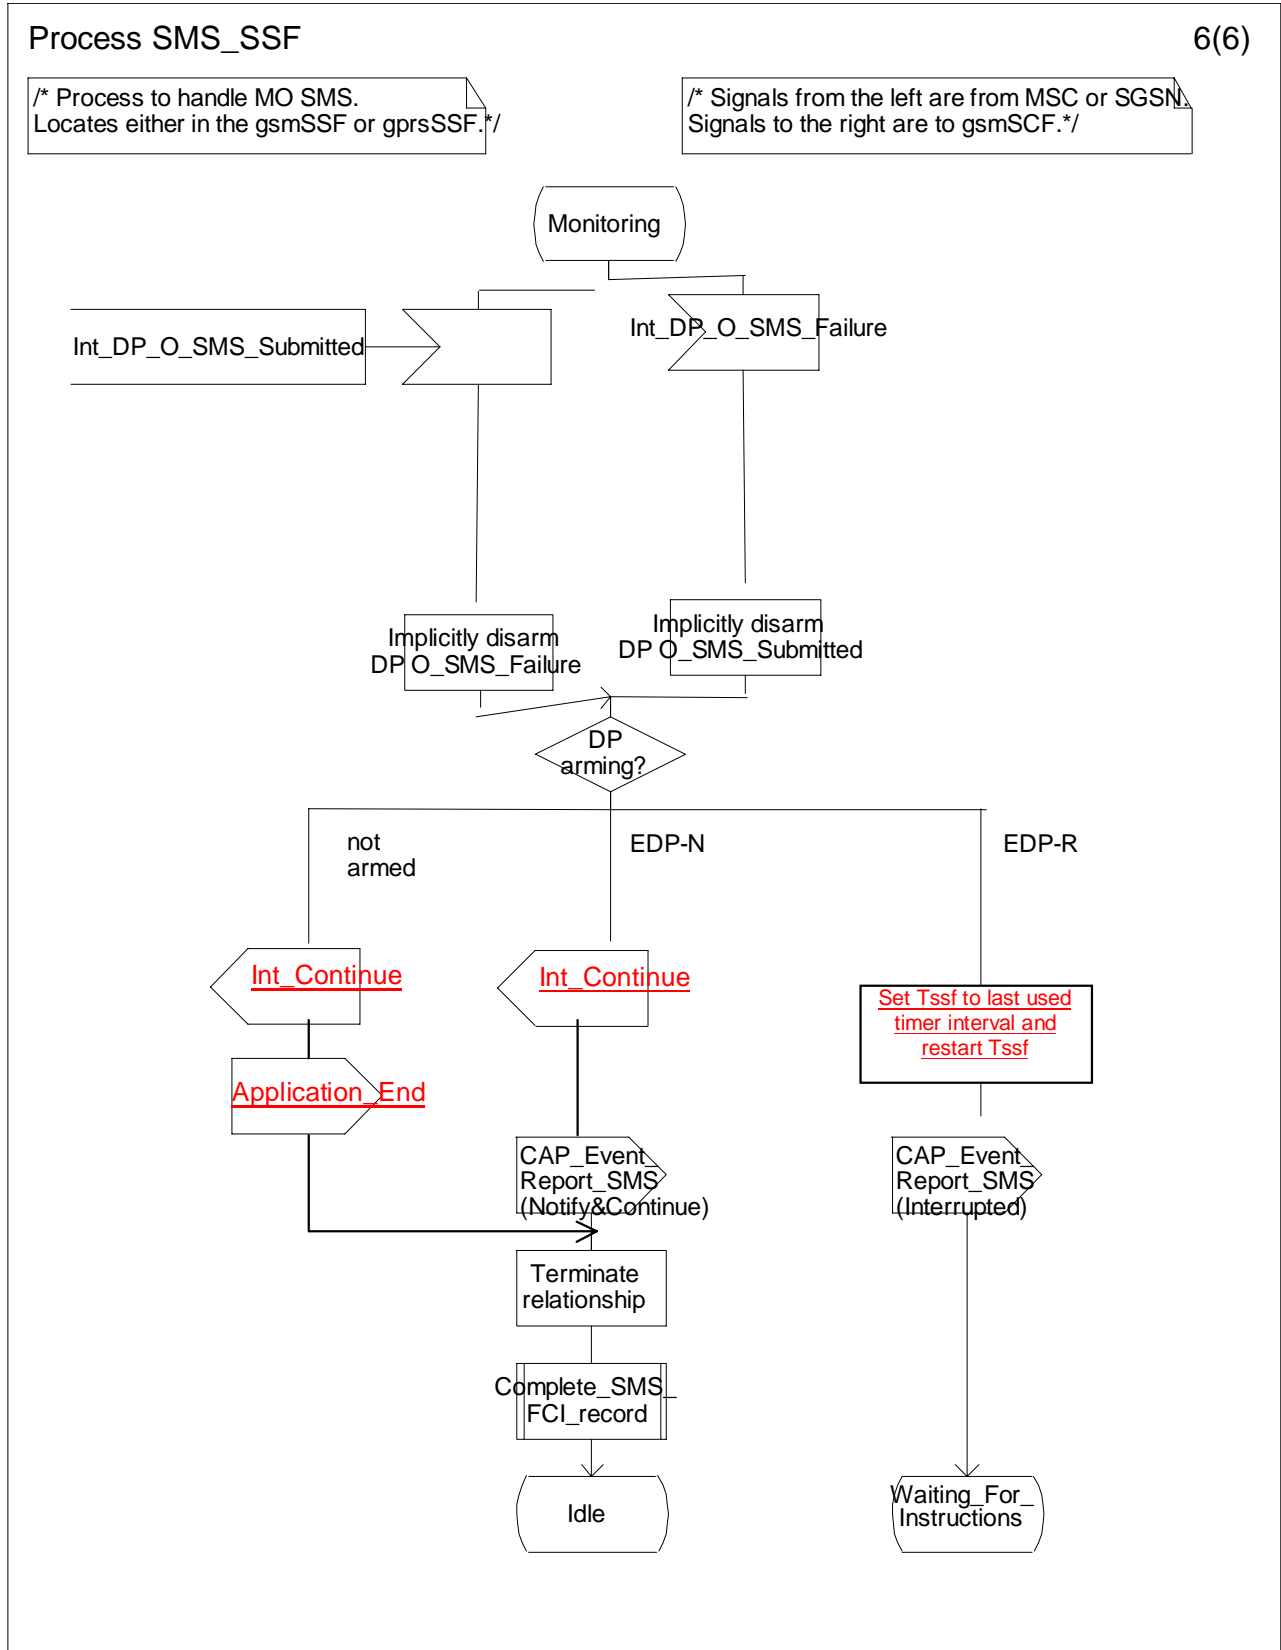 Process SMS_SSF
6(6)
/* Process to handle MO SMS.
Locates either in the gsmSSF or gprsSSF.*/
/* Signals from the left are from MSC or SGSN.
Signals to the right are to gsmSCF.*/
Monitoring
Int_DP_O_SMS_Submitted
Int_DP_O_SMS_Failure
Implicitly disarm
DP O_SMS_Failure
Implicitly disarm
DP O_SMS_Submitted
DP
arming?
not
armed
EDP-N
EDP-R
Int_Continue
Int_Continue
Set Tssf to last used
timer interval and
restart Tssf
Application_End
CAP_Event_
Report_SMS
(Notify&Continue)
CAP_Event_
Report_SMS
(Interrupted)
Terminate
relationship
Complete_SMS_
FCI_record
Idle
Waiting_For_
Instructions